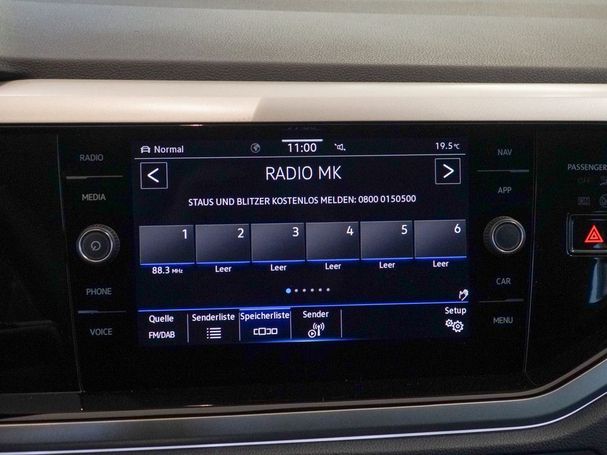 RADIO
MEDIA
PHONE
VOICE
Normal
11:00
19.5°C
RADIO MK
STAUS UND BLITZER KOSTENLOS MELDEN: 0800 0150500
1 2 3 4 5 6
88.3 MHz Leer Leer Leer Leer Leer
Quelle Senderliste Speicherliste Sender Setup
FM/DAB
NAV
APP
CAR
MENU
PASSENGER
OFF